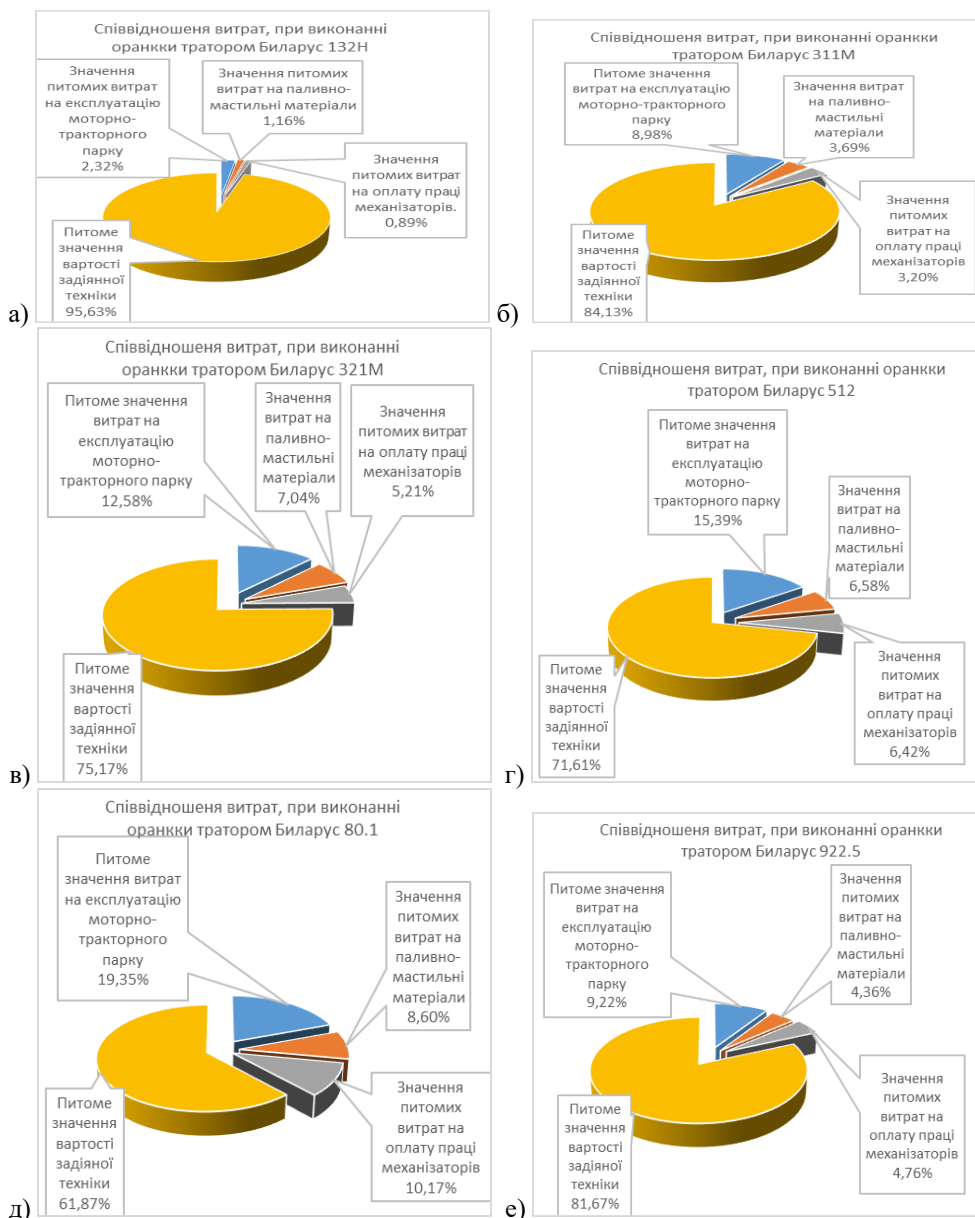 Співвідношеня витрат, при виконанні
оранкки тратором Биларус 132Н
Значення
питомих витрат
на експлуатацію
моторно-
тракторного
парку
2,32%
Значення питомих
витрат на паливно-
мастильні матеріали
1,16%
Значення
питомих витрат
на оплату праці
механізаторів.
0,89%
Питоме
значення
вартості
задіянної
техніки
95,63%
а)
Співвідношеня витрат, при виконанні оранкки
тратором Биларус 311М
Питоме значення
витрат на експлуатацію
моторно-тракторного
парку
8,98%
Значення витрат
на паливно-
мастильні
матеріали
3,69%
Значення
питомих
витрат на
оплату праці
механізаторів
3,20%
Питоме
значення
вартості
задіянної
техніки
84,13%
б)
Співвідношеня витрат, при виконанні
оранкки тратором Биларус 321М
Питоме значення
витрат на
експлуатацію
моторно-
тракторного парку
12,58%
Значення
витрат на
паливно-
мастильні
матеріали
7,04%
Значення
питомих витрат
на оплату праці
механізаторів
5,21%
Питоме
значення
вартості
задіянної
техніки
75,17%
в)
Співвідношеня витрат, при виконанні оранкки
тратором Биларус 512
Питоме значення
витрат на
експлуатацію
моторно-
тракторного парку
15,39%
Значення
витрат на
паливно-
мастильні
матеріали
6,58%
Значення
питомих
витрат на
оплату праці
механізаторів
6,42%
Питоме
значення
вартості
задіянної
техніки
71,61%
г)
Співвідношеня витрат, при виконанні
оранкки тратором Биларус 80.1
Питоме
значення витрат
на експлуатацію
моторно-
тракторного
парку
19,35%
Значення
питомих
витрат на
паливно-
мастильні
матеріали
8,60%
Значення
питомих
витрат на
оплату праці
механізаторів
10,17%
Питоме
значення
вартості
задіяної
техніки
61,87%
д)
Співвідношеня витрат, при виконанні оранкки
тратором Биларус 922.5
Питоме значення
витрат на
експлуатацію
моторно-
тракторного
парку
9,22%
Значення
питомих
витрат на
паливно-
мастильні
матеріали
4,36%
Значення
питомих
витрат на
оплату праці
механізаторів
4,76%
Питоме
значення
вартості
задіянної
техніки
81,67%
е)